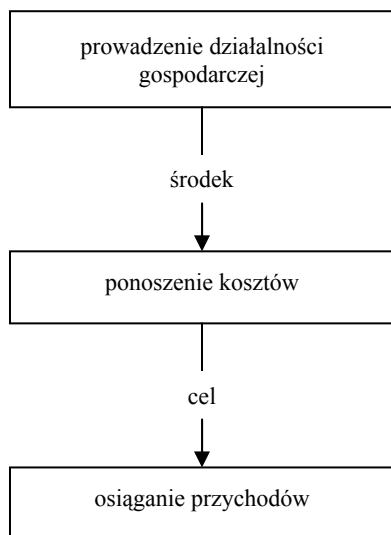 prowadzenie działalności
gospodarczej
środek
ponoszenie kosztów
cel
osiąganie przychodów